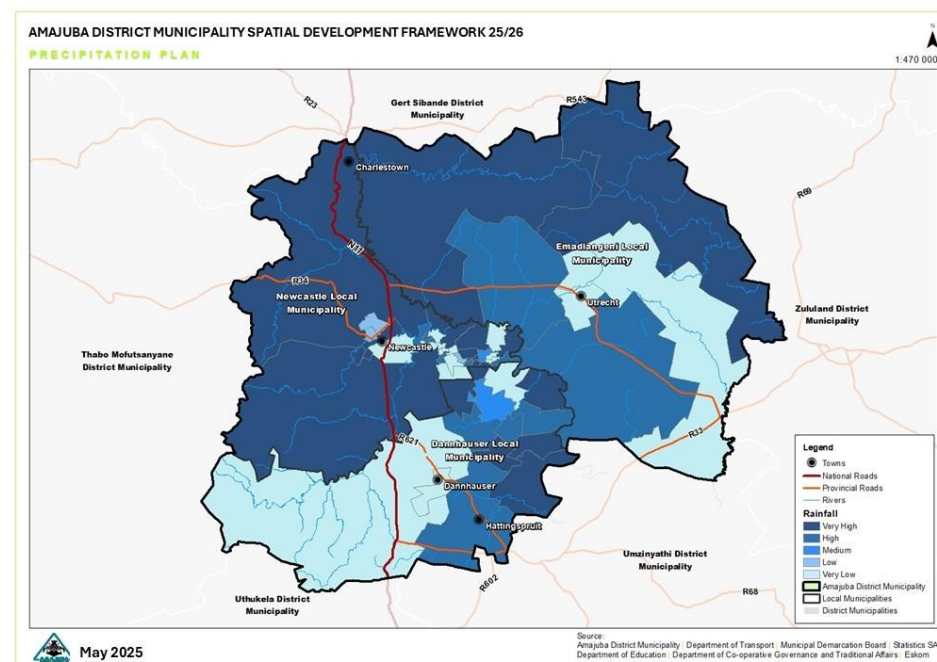 AMAJUBA DISTRICT MUNICIPALITY SPATIAL DEVELOPMENT FRAMEWORK 25/26
PRECIPITATION PLAN
N
1:470 000
R23
Gert Sibande District
Municipality
R543
Charlestown
R69
N11
Emadlangeni Local
Municipality
R34
Newcastle Local
Municipality
Utrecht
Zululand District
Municipality
Newcastle
Thabo Mofutsanyane
District Municipality
R621
Dannhauser Local
Municipality
R33
Dannhauser
Hattingspruit
Umzinyathi District
Municipality
R602
R68
Uthukela District
Municipality
Legend
Towns
National Roads
Provincial Roads
Rivers
Rainfall
Very High
High
Medium
Low
Very Low
Amajuba District Municipality
Local Municipalities
District Municipalities
May 2025
Source:
Amajuba District Municipality | Department of Transport | Municipal Demarcation Board | Statistics SA
Department of Education | Department of Co-operative Governance and Traditional Affairs | Eskom